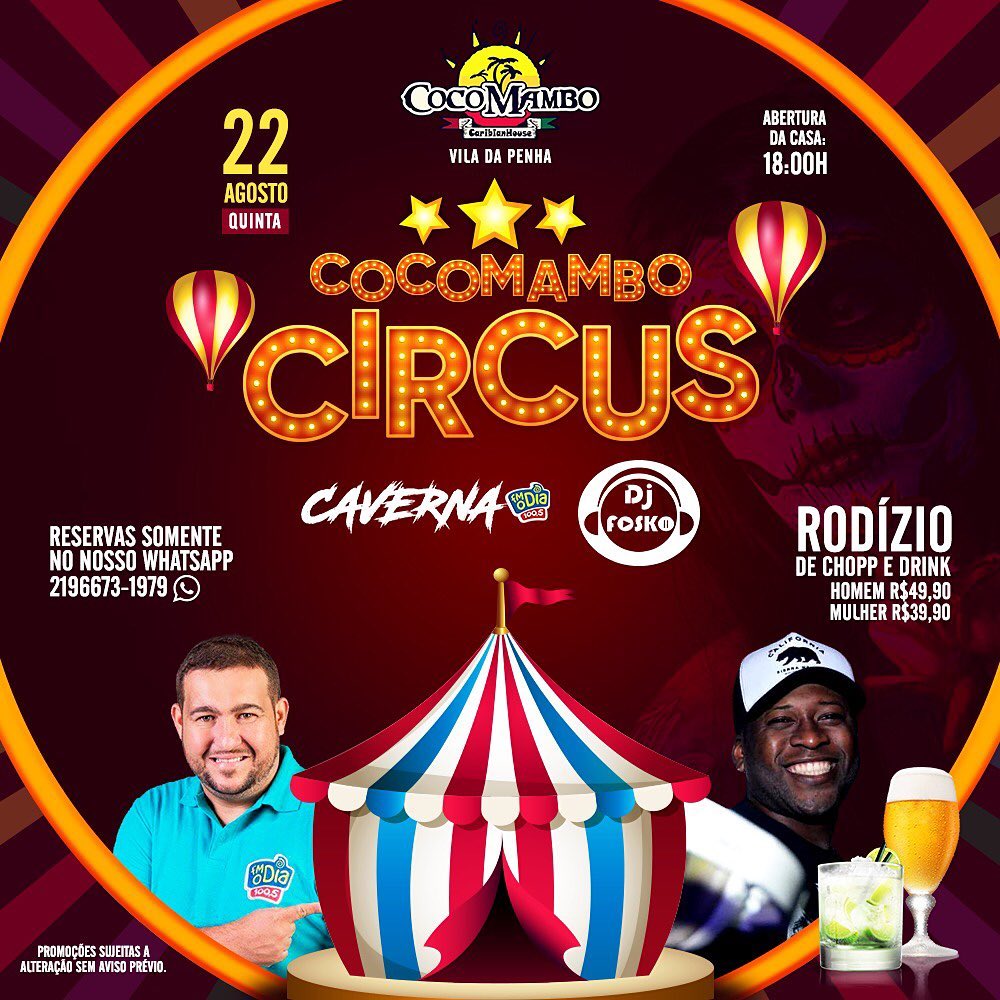 COCOMAMBO
CaribianHouse
VILA DA PENHA
22
AGOSTO
QUINTA
ABERTURA
DA CASA:
18:00H
COCOMAMBO
CIRCUS
CAVERNA
FM
O DIA
100,5
Dj
FOSKO
RESERVAS SOMENTE
NO NOSSO WHATSAPP
2196673-1979
RODÍZIO
DE CHOPP E DRINK
HOMEM R$49,90
MULHER R$39,90
CALIFORNIA
FM
O DIA
100,5
PROMOÇÕES SUJEITAS A
ALTERAÇÃO SEM AVISO PRÉVIO.